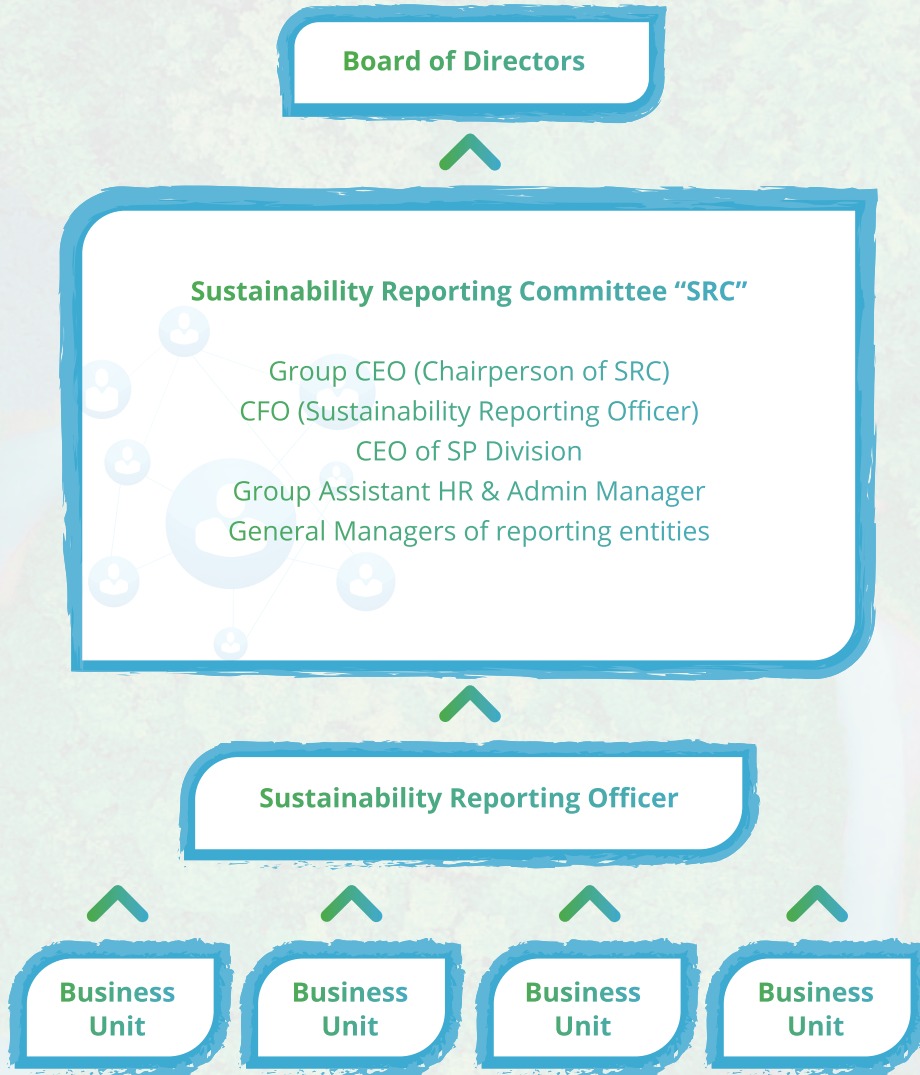 Board of Directors
Sustainability Reporting Committee “SRC”
Group CEO (Chairperson of SRC)
CFO (Sustainability Reporting Officer)
CEO of SP Division
Group Assistant HR & Admin Manager
General Managers of reporting entities
Sustainability Reporting Officer
Business
Unit
Business
Unit
Business
Unit
Business
Unit